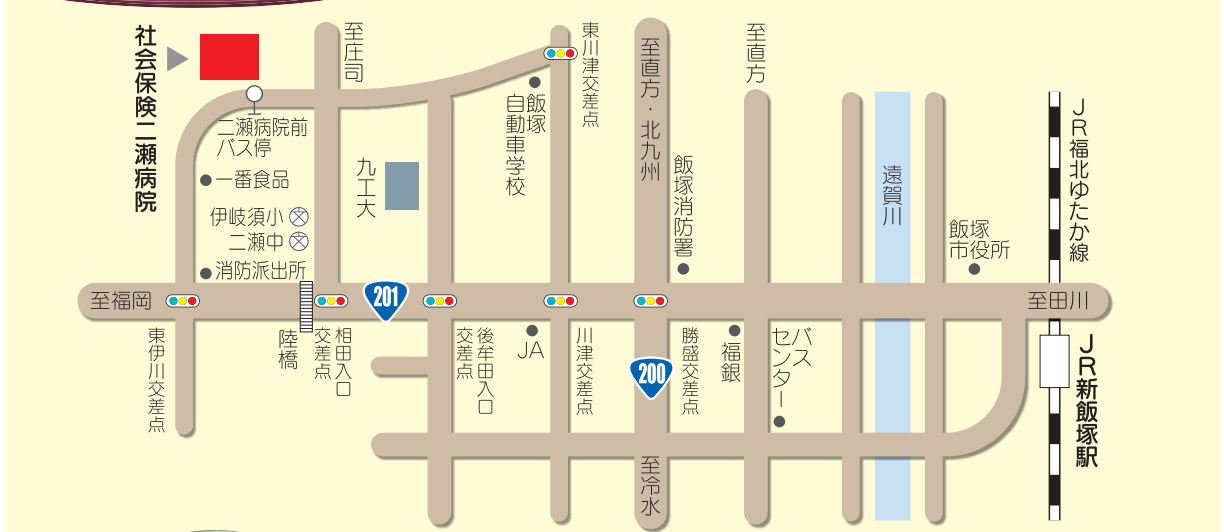 社会保険二瀬病院
至庄司
東川津交差点
至直方・北九州
至直方
二瀬病院前
バス停
飯塚
自動車学校
一番食品
九工大
伊岐須小
二瀬中
消防派出所
飯塚消防署
遠賀川
飯塚
市役所
JR福北ゆたか線
至福岡
201
至田川
東伊川交差点
陸橋
相田入口
交差点
後牟田入口
交差点
JA
川津交差点
200
勝盛交差点
福銀
バス
センター
JR新飯塚駅
至冷水